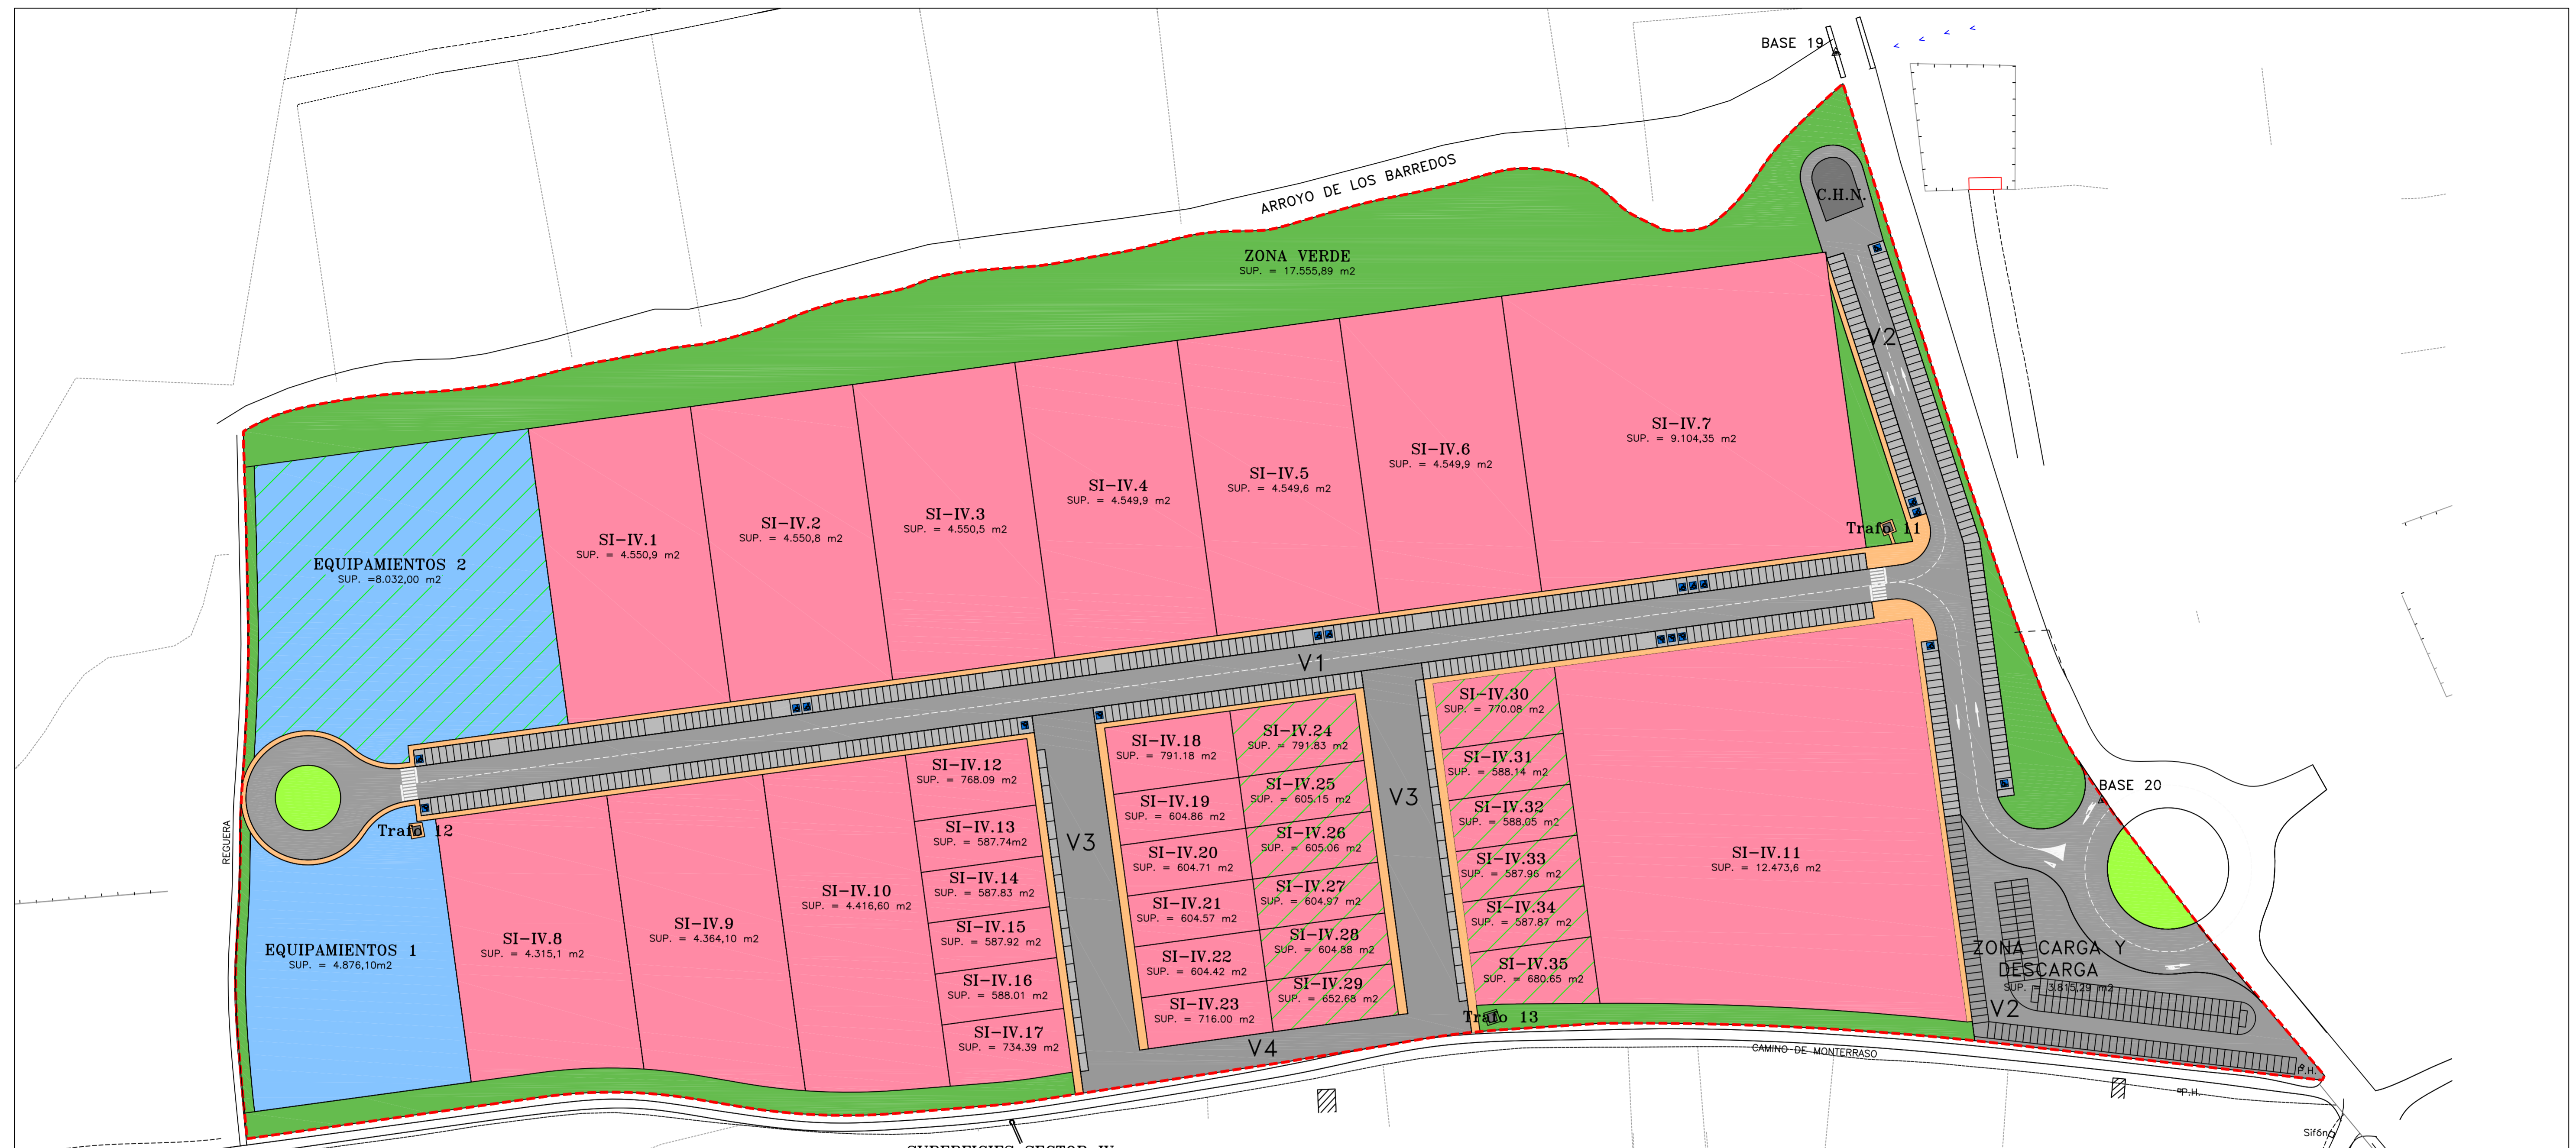 BASE 19
ARROYO DE LOS BARREDOS
C.H.N.
ZONA VERDE
SUP. = 17.555,89 m2
V2
SI-IV.7
SUP. = 9.104,35 m2
SI-IV.6
SUP. = 4.549,9 m2
SI-IV.5
SUP. = 4.549,6 m2
SI-IV.4
SUP. = 4.549,9 m2
SI-IV.3
SUP. = 4.550,5 m2
SI-IV.2
SUP. = 4.550,8 m2
SI-IV.1
SUP. = 4.550,9 m2
EQUIPAMIENTOS 2
SUP. =8.032,00 m2
Trafo 11
V1
SI-IV.30
SUP. = 770.08 m2
SI-IV.24
SUP. = 791.83 m2
SI-IV.18
SUP. = 791.18 m2
SI-IV.12
SUP. = 768.09 m2
SI-IV.31
SUP. = 588.14 m2
SI-IV.25
SUP. = 605.15 m2
SI-IV.19
SUP. = 604.86 m2
V3
BASE 20
SI-IV.32
SUP. = 588.05 m2
SI-IV.26
SUP. = 605.06 m2
SI-IV.13
SUP. = 587.74m2
Trafo 12
REGUERA
V3
SI-IV.20
SUP. = 604.71 m2
SI-IV.33
SUP. = 587.96 m2
SI-IV.11
SUP. = 12.473,6 m2
SI-IV.14
SUP. = 587.83 m2
SI-IV.27
SUP. = 604.97 m2
SI-IV.10
SUP. = 4.416,60 m2
SI-IV.21
SUP. = 604.57 m2
SI-IV.34
SUP. = 587.87 m2
SI-IV.9
SUP. = 4.364,10 m2
SI-IV.15
SUP. = 587.92 m2
SI-IV.28
SUP. = 604.88 m2
SI-IV.8
SUP. = 4.315,1 m2
EQUIPAMIENTOS 1
SUP. = 4.876,10m2
SI-IV.22
SUP. = 604.42 m2
SI-IV.35
SUP. = 680.65 m2
ZONA CARGA Y
DESCARGA
SUP. = 3.815,29 m2
SI-IV.16
SUP. = 588.01 m2
SI-IV.29
SUP. = 652.68 m2
SI-IV.23
SUP. = 716.00 m2
V2
Trafo 13
SI-IV.17
SUP. = 734.39 m2
V4
CAMINO DE MONTERRASO
P.H.
P.H.
Sifón
SUPERFICIES SECTOR IV